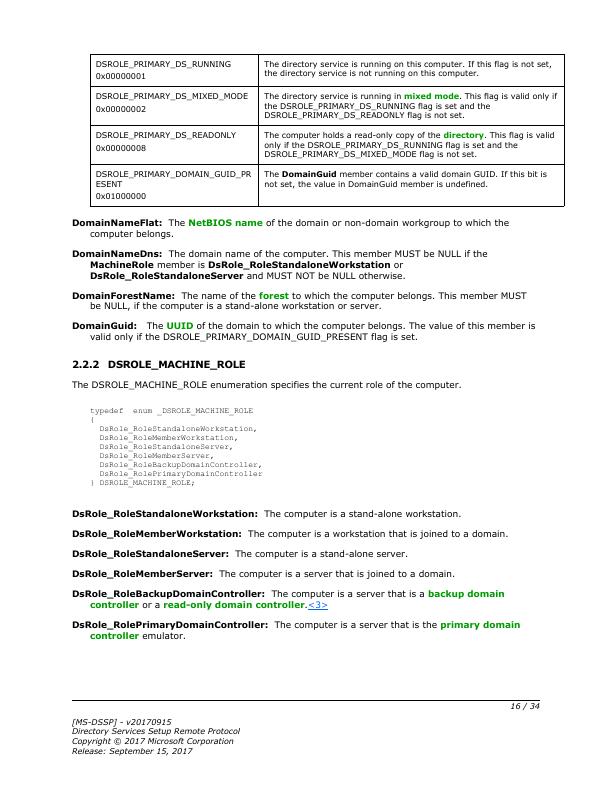 DSROLE_PRIMARY_DS_RUNNING
0x00000001
The directory service is running on this computer. If this flag is not set,
the directory service is not running on this computer.
DSROLE_PRIMARY_DS_MIXED_MODE
0x00000002
The directory service is running in mixed mode. This flag is valid only if
the DSROLE_PRIMARY_DS_RUNNING flag is set and the
DSROLE_PRIMARY_DS_READONLY flag is not set.
DSROLE_PRIMARY_DS_READONLY
0x00000008
The computer holds a read-only copy of the directory. This flag is valid
only if the DSROLE_PRIMARY_DS_RUNNING flag is set and the
DSROLE_PRIMARY_DS_MIXED_MODE flag is not set.
DSROLE_PRIMARY_DOMAIN_GUID_PR
ESENT
0x01000000
The DomainGuid member contains a valid domain GUID. If this bit is
not set, the value in DomainGuid member is undefined.
DomainNameFlat: The NetBIOS name of the domain or non-domain workgroup to which the
computer belongs.
DomainNameDns: The domain name of the computer. This member MUST be NULL if the
MachineRole member is DsRole_RoleStandaloneWorkstation or
DsRole_RoleStandaloneServer and MUST NOT be NULL otherwise.
DomainForestName: The name of the forest to which the computer belongs. This member MUST
be NULL, if the computer is a stand-alone workstation or server.
DomainGuid: The UUID of the domain to which the computer belongs. The value of this member is
valid only if the DSROLE_PRIMARY_DOMAIN_GUID_PRESENT flag is set.
2.2.2 DSROLE_MACHINE_ROLE
The DSROLE_MACHINE_ROLE enumeration specifies the current role of the computer.
typedef enum _DSROLE_MACHINE_ROLE
{
DsRole_RoleStandaloneWorkstation,
DsRole_RoleMemberWorkstation,
DsRole_RoleStandaloneServer,
DsRole_RoleMemberServer,
DsRole_RoleBackupDomainController,
DsRole_RolePrimaryDomainController
} DSROLE_MACHINE_ROLE;
DsRole_RoleStandaloneWorkstation: The computer is a stand-alone workstation.
DsRole_RoleMemberWorkstation: The computer is a workstation that is joined to a domain.
DsRole_RoleStandaloneServer: The computer is a stand-alone server.
DsRole_RoleMemberServer: The computer is a server that is joined to a domain.
DsRole_RoleBackupDomainController: The computer is a server that is a backup domain
controller or a read-only domain controller.<3>
DsRole_RolePrimaryDomainController: The computer is a server that is the primary domain
controller emulator.
16 / 34
[MS-DSSP] - v20170915
Directory Services Setup Remote Protocol
Copyright © 2017 Microsoft Corporation
Release: September 15, 2017